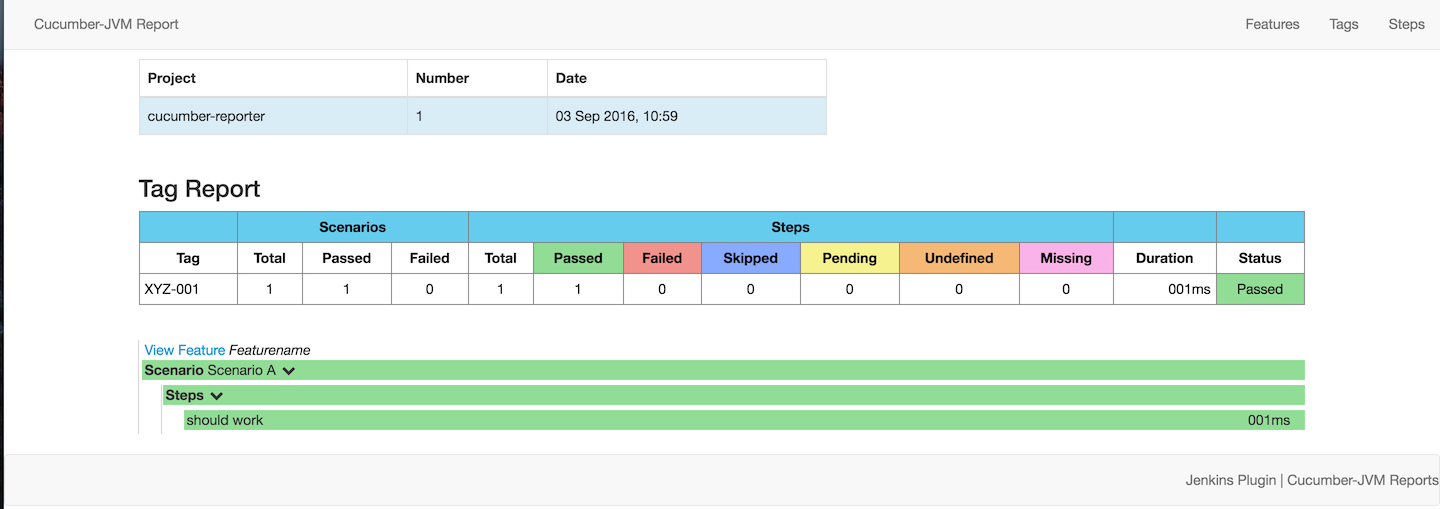 Cucumber-JVM Report Features Tags Steps
Project Number Date
cucumber-reporter 1 03 Sep 2016, 10:59
Tag Report
Scenarios Steps
Tag Total Passed Failed Total Passed Failed Skipped Pending Undefined Missing Duration Status
XYZ-001 1 1 0 1 1 0 0 0 0 0 001ms Passed
View Feature Featurename
Scenario Scenario A
Steps
should work 001ms
Jenkins Plugin | Cucumber-JVM Reports